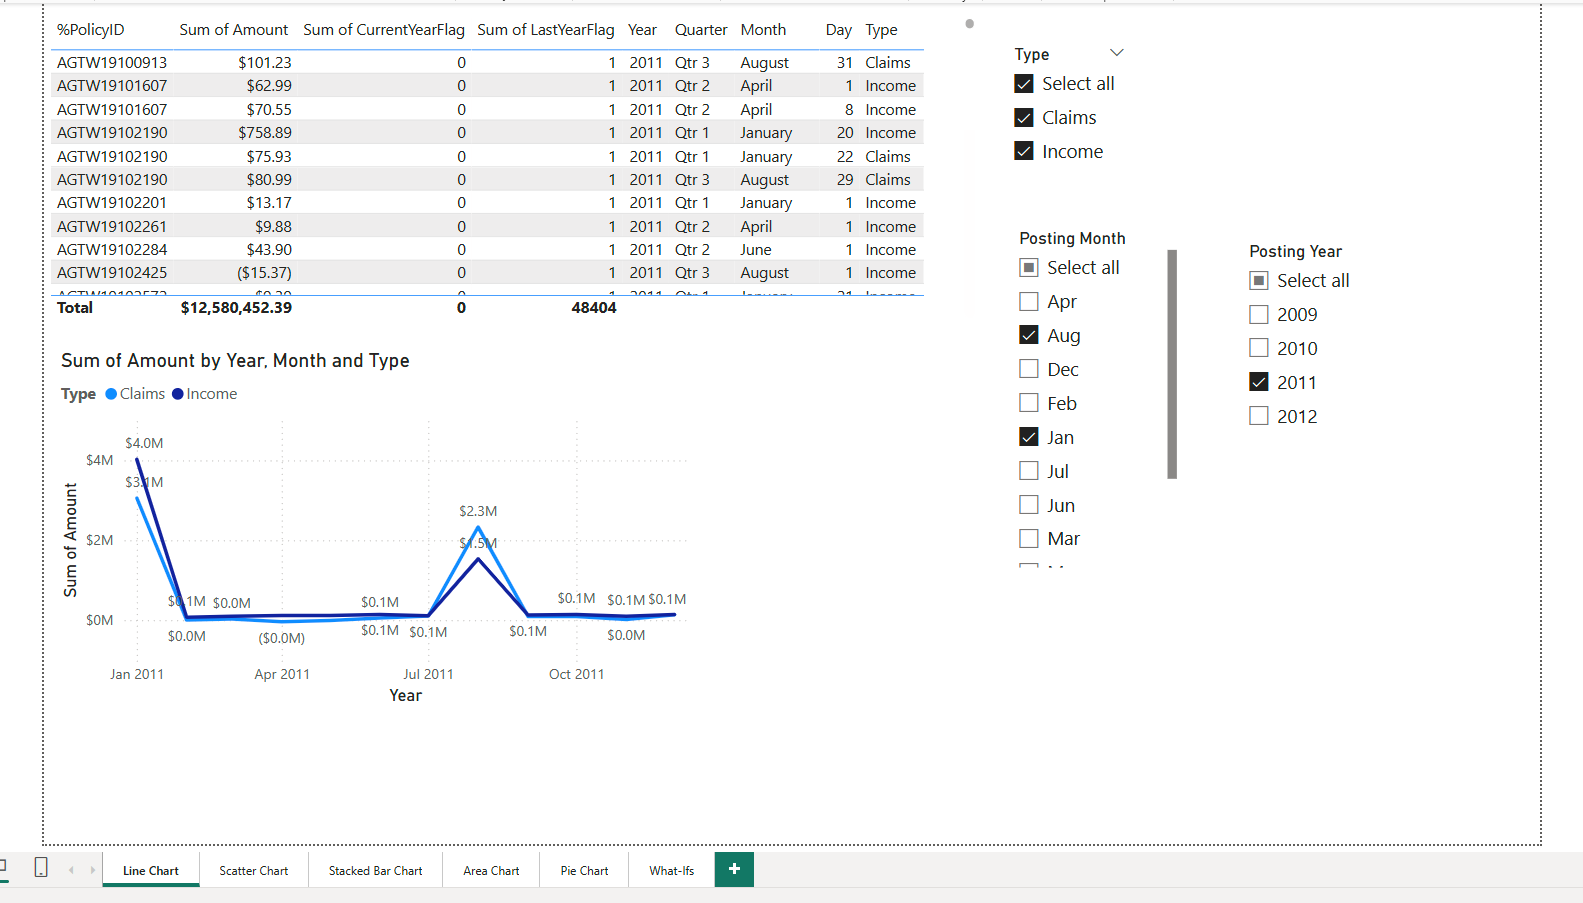 %PolicyID Sum of Amount Sum of CurrentYearFlag Sum of LastYearFlag Year Quarter Month Day Type
AGTW19100913 $101.23 0 1 2011 Qtr 3 August 31 Claims
AGTW19101607 $62.99 0 1 2011 Qtr 2 April 1 Income
AGTW19101607 $70.55 0 1 2011 Qtr 2 April 8 Income
AGTW19102190 $758.89 0 1 2011 Qtr 1 January 20 Income
AGTW19102190 $75.93 0 1 2011 Qtr 1 January 22 Claims
AGTW19102190 $80.99 0 1 2011 Qtr 3 August 29 Claims
AGTW19102201 $13.17 0 1 2011 Qtr 1 January 1 Income
AGTW19102261 $9.88 0 1 2011 Qtr 2 April 1 Income
AGTW19102284 $43.90 0 1 2011 Qtr 2 June 1 Income
AGTW19102425 ($15.37) 0 1 2011 Qtr 3 August 1 Income
Total $12,580,452.39 0 48404
Type
Select all
Claims
Income
Posting Month
Select all
Apr
Aug
Dec
Feb
Jan
Jul
Jun
Mar
Posting Year
Select all
2009
2010
2011
2012
Sum of Amount by Year, Month and Type
Type Claims Income
Sum of Amount
$4M
$2M
$0M
$4.0M
$3.1M
$0.1M $0.0M
$0.0M
($0.0M)
$0.1M
$0.1M $0.1M
$2.3M
$1.5M
$0.1M
$0.1M $0.1M $0.1M
$0.0M
Jan 2011 Apr 2011 Jul 2011 Oct 2011
Year
Line Chart Scatter Chart Stacked Bar Chart Area Chart Pie Chart What-Ifs +